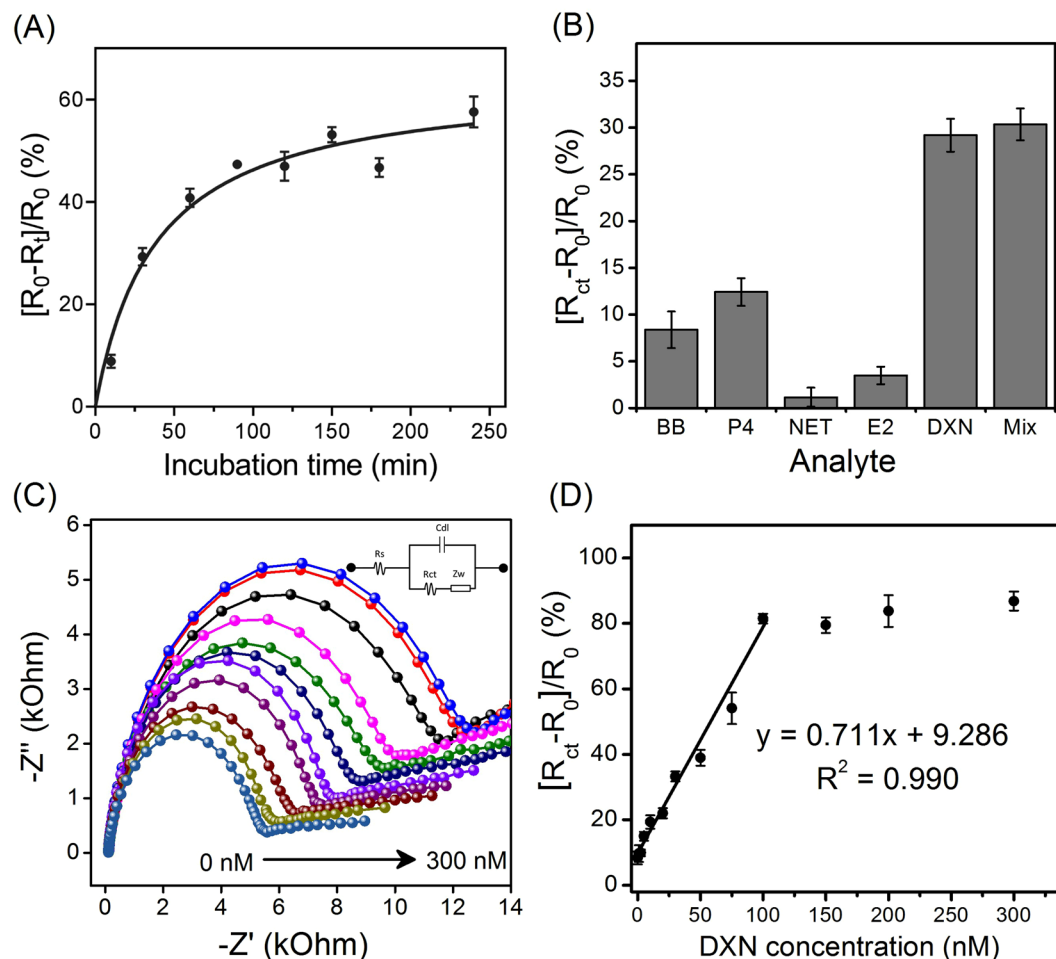 (A)
[R₀-Rₜ]/R₀ (%)
60
40
20
0
0 50 100 150 200 250
Incubation time (min)
(B)
[R_ct-R₀]/R₀ (%)
35
30
25
20
15
10
5
0
BB P4 NET E2 DXN Mix
Analyte
(C)
-Z" (kOhm)
6
5
4
3
2
1
0
Cdl
Rs
Rct Zw
0 nM 300 nM
0 2 4 6 8 10 12 14
-Z' (kOhm)
(D)
[R_ct-R₀]/R₀ (%)
100
80
60
40
20
0
y = 0.711x + 9.286
R² = 0.990
0 50 100 150 200 250 300
DXN concentration (nM)